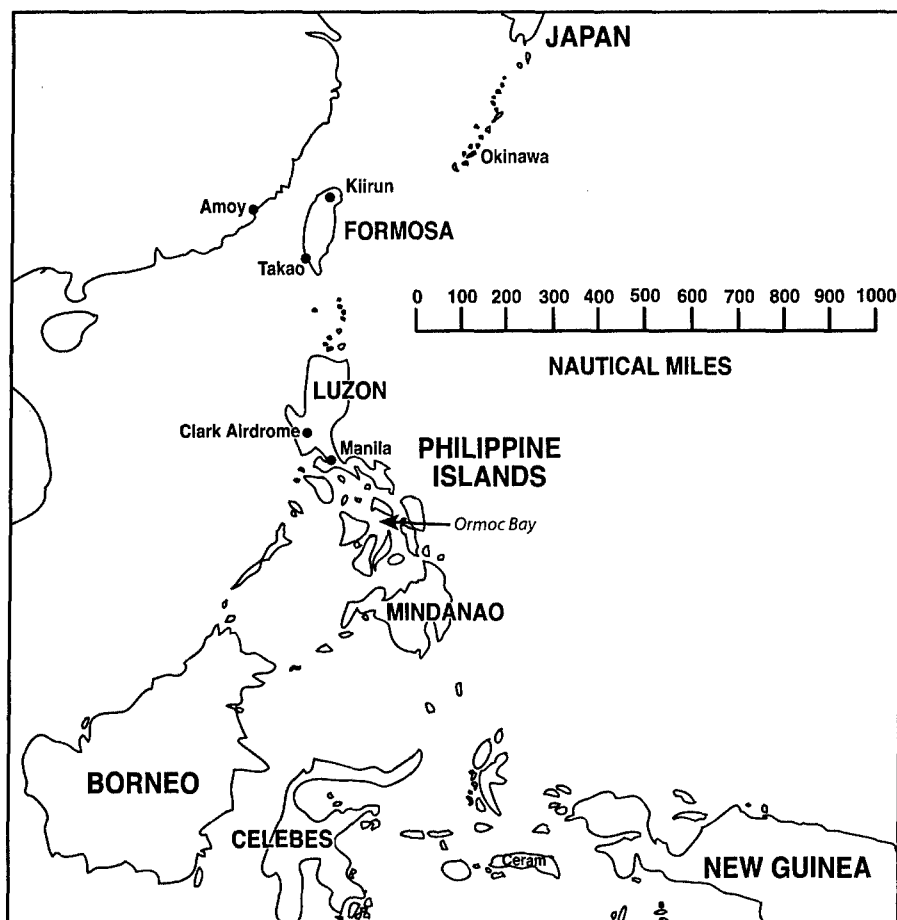 JAPAN
Okinawa
Kiirun
Amoy
FORMOSA
Takao
0 100 200 300 400 500 600 700 800 900 1000
NAUTICAL MILES
LUZON
Clark Airdrome
Manila
PHILIPPINE
ISLANDS
Ormoc Bay
MINDANAO
BORNEO
CELEBES
Ceram
NEW GUINEA